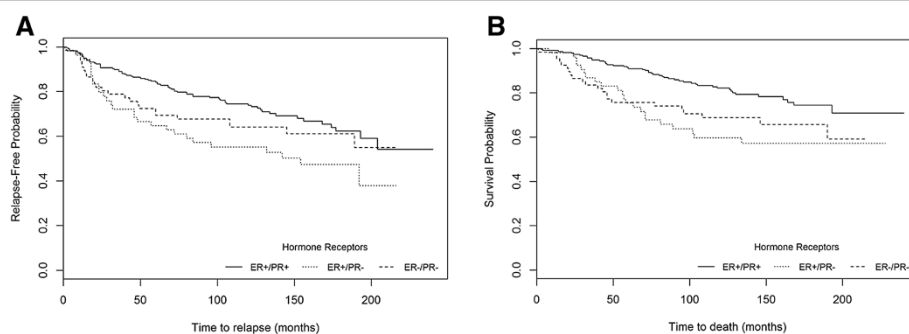 A
Relapse-Free Probability
1.0
0.8
0.6
0.4
0.2
0.0
Hormone Receptors
ER+/PR+ ER+/PR- ER-/PR-
0 50 100 150 200
Time to relapse (months)
B
Survival Probability
1.0
0.8
0.6
0.4
0.2
0.0
Hormone Receptors
ER+/PR+ ER+/PR- ER-/PR-
0 50 100 150 200
Time to death (months)